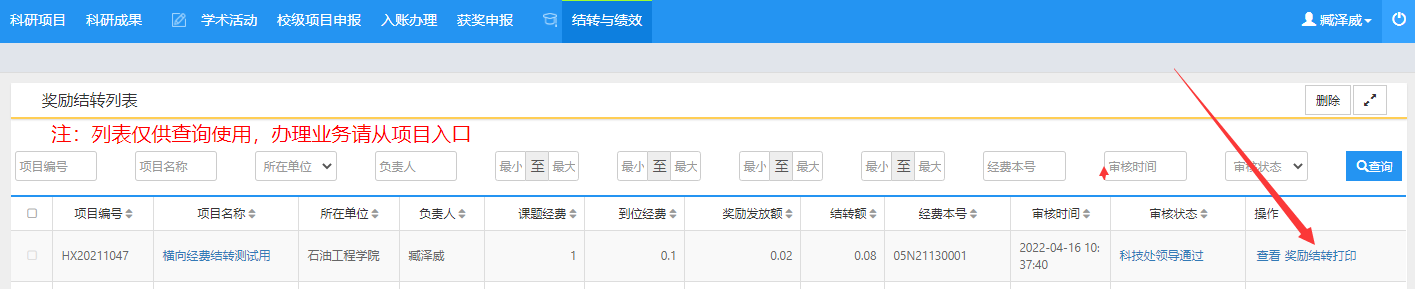 科研项目 科研成果 学术活动 校级项目申报 入账办理 获奖申报 结转与绩效 臧泽威
奖励结转列表 删除
注：列表仅供查询使用，办理业务请从项目入口
项目编号 项目名称 所在单位 负责人 最小 至 最大 最小 至 最大 最小 至 最大 最小 至 最大 经费本号 审核时间 审核状态 查询
项目编号 项目名称 所在单位 负责人 课题经费 到位经费 奖励发放额 结转额 经费本号 审核时间 审核状态 操作
HX20211047 横向经费结转测试用 石油工程学院 臧泽威 1 0.1 0.02 0.08 05N21130001 2022-04-16 10:37:40 科技处领导通过 查看 奖励结转打印